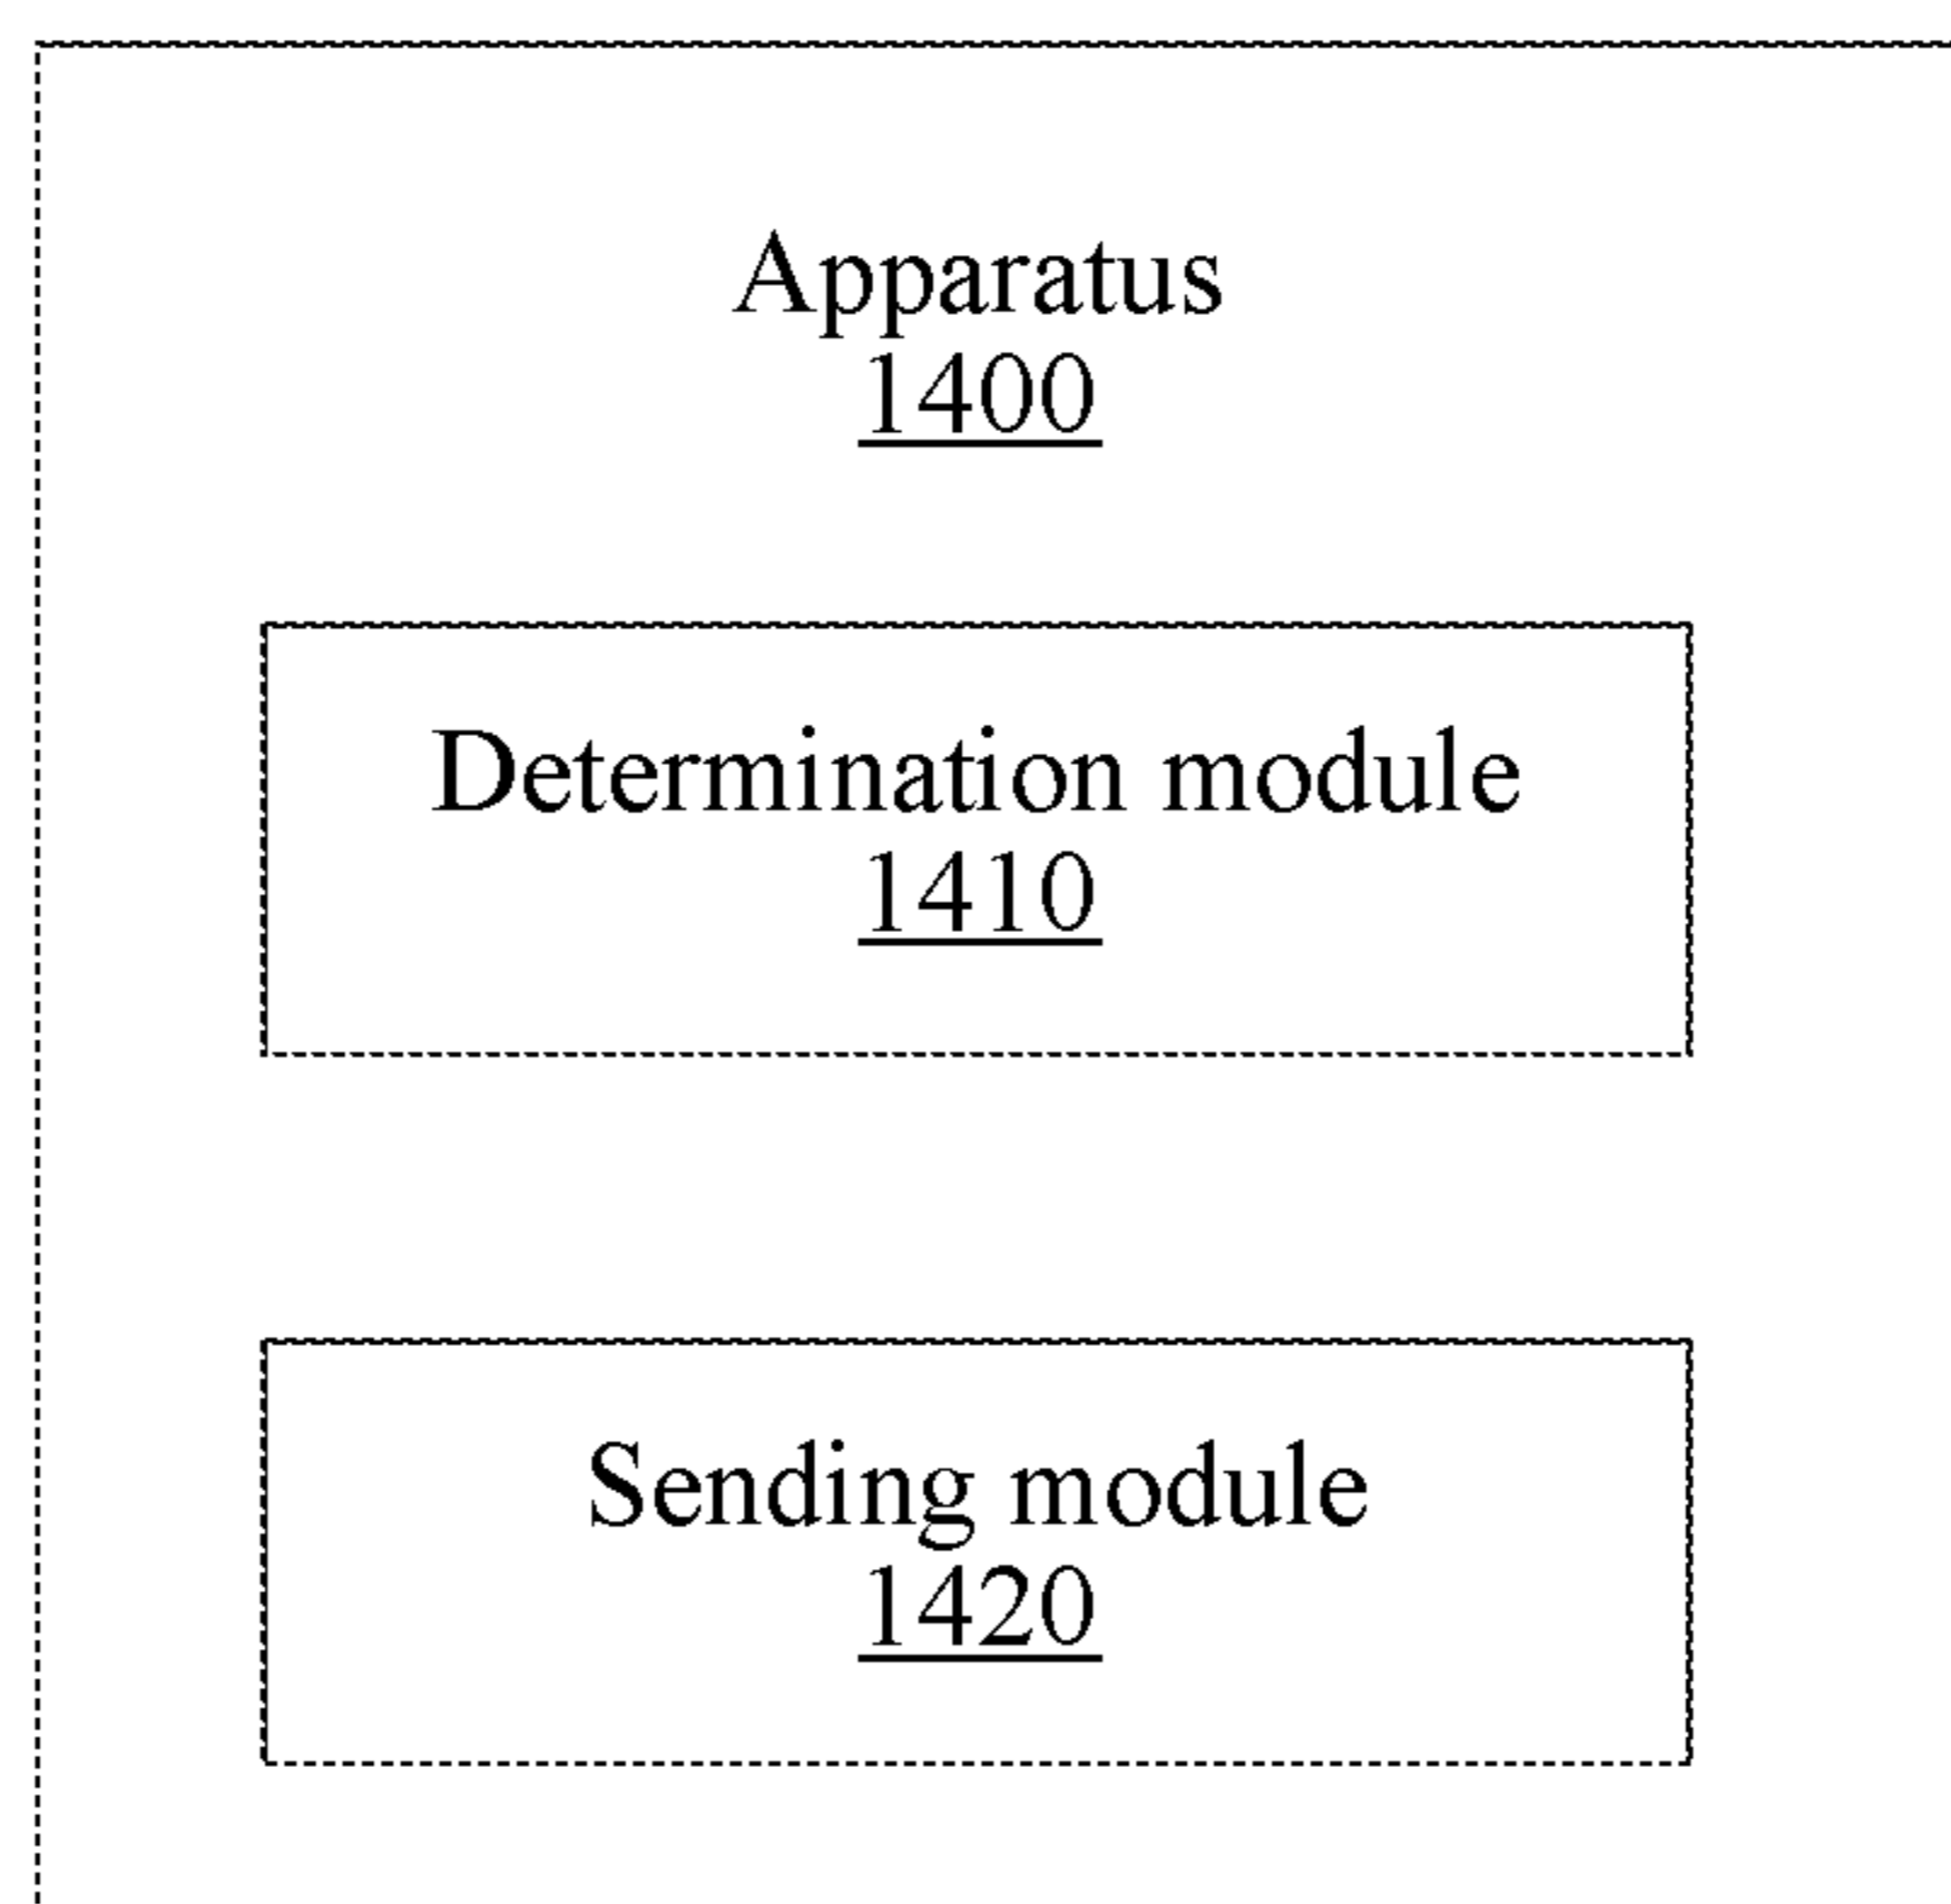 Apparatus
1400
Determination module
1410
Sending module
1420